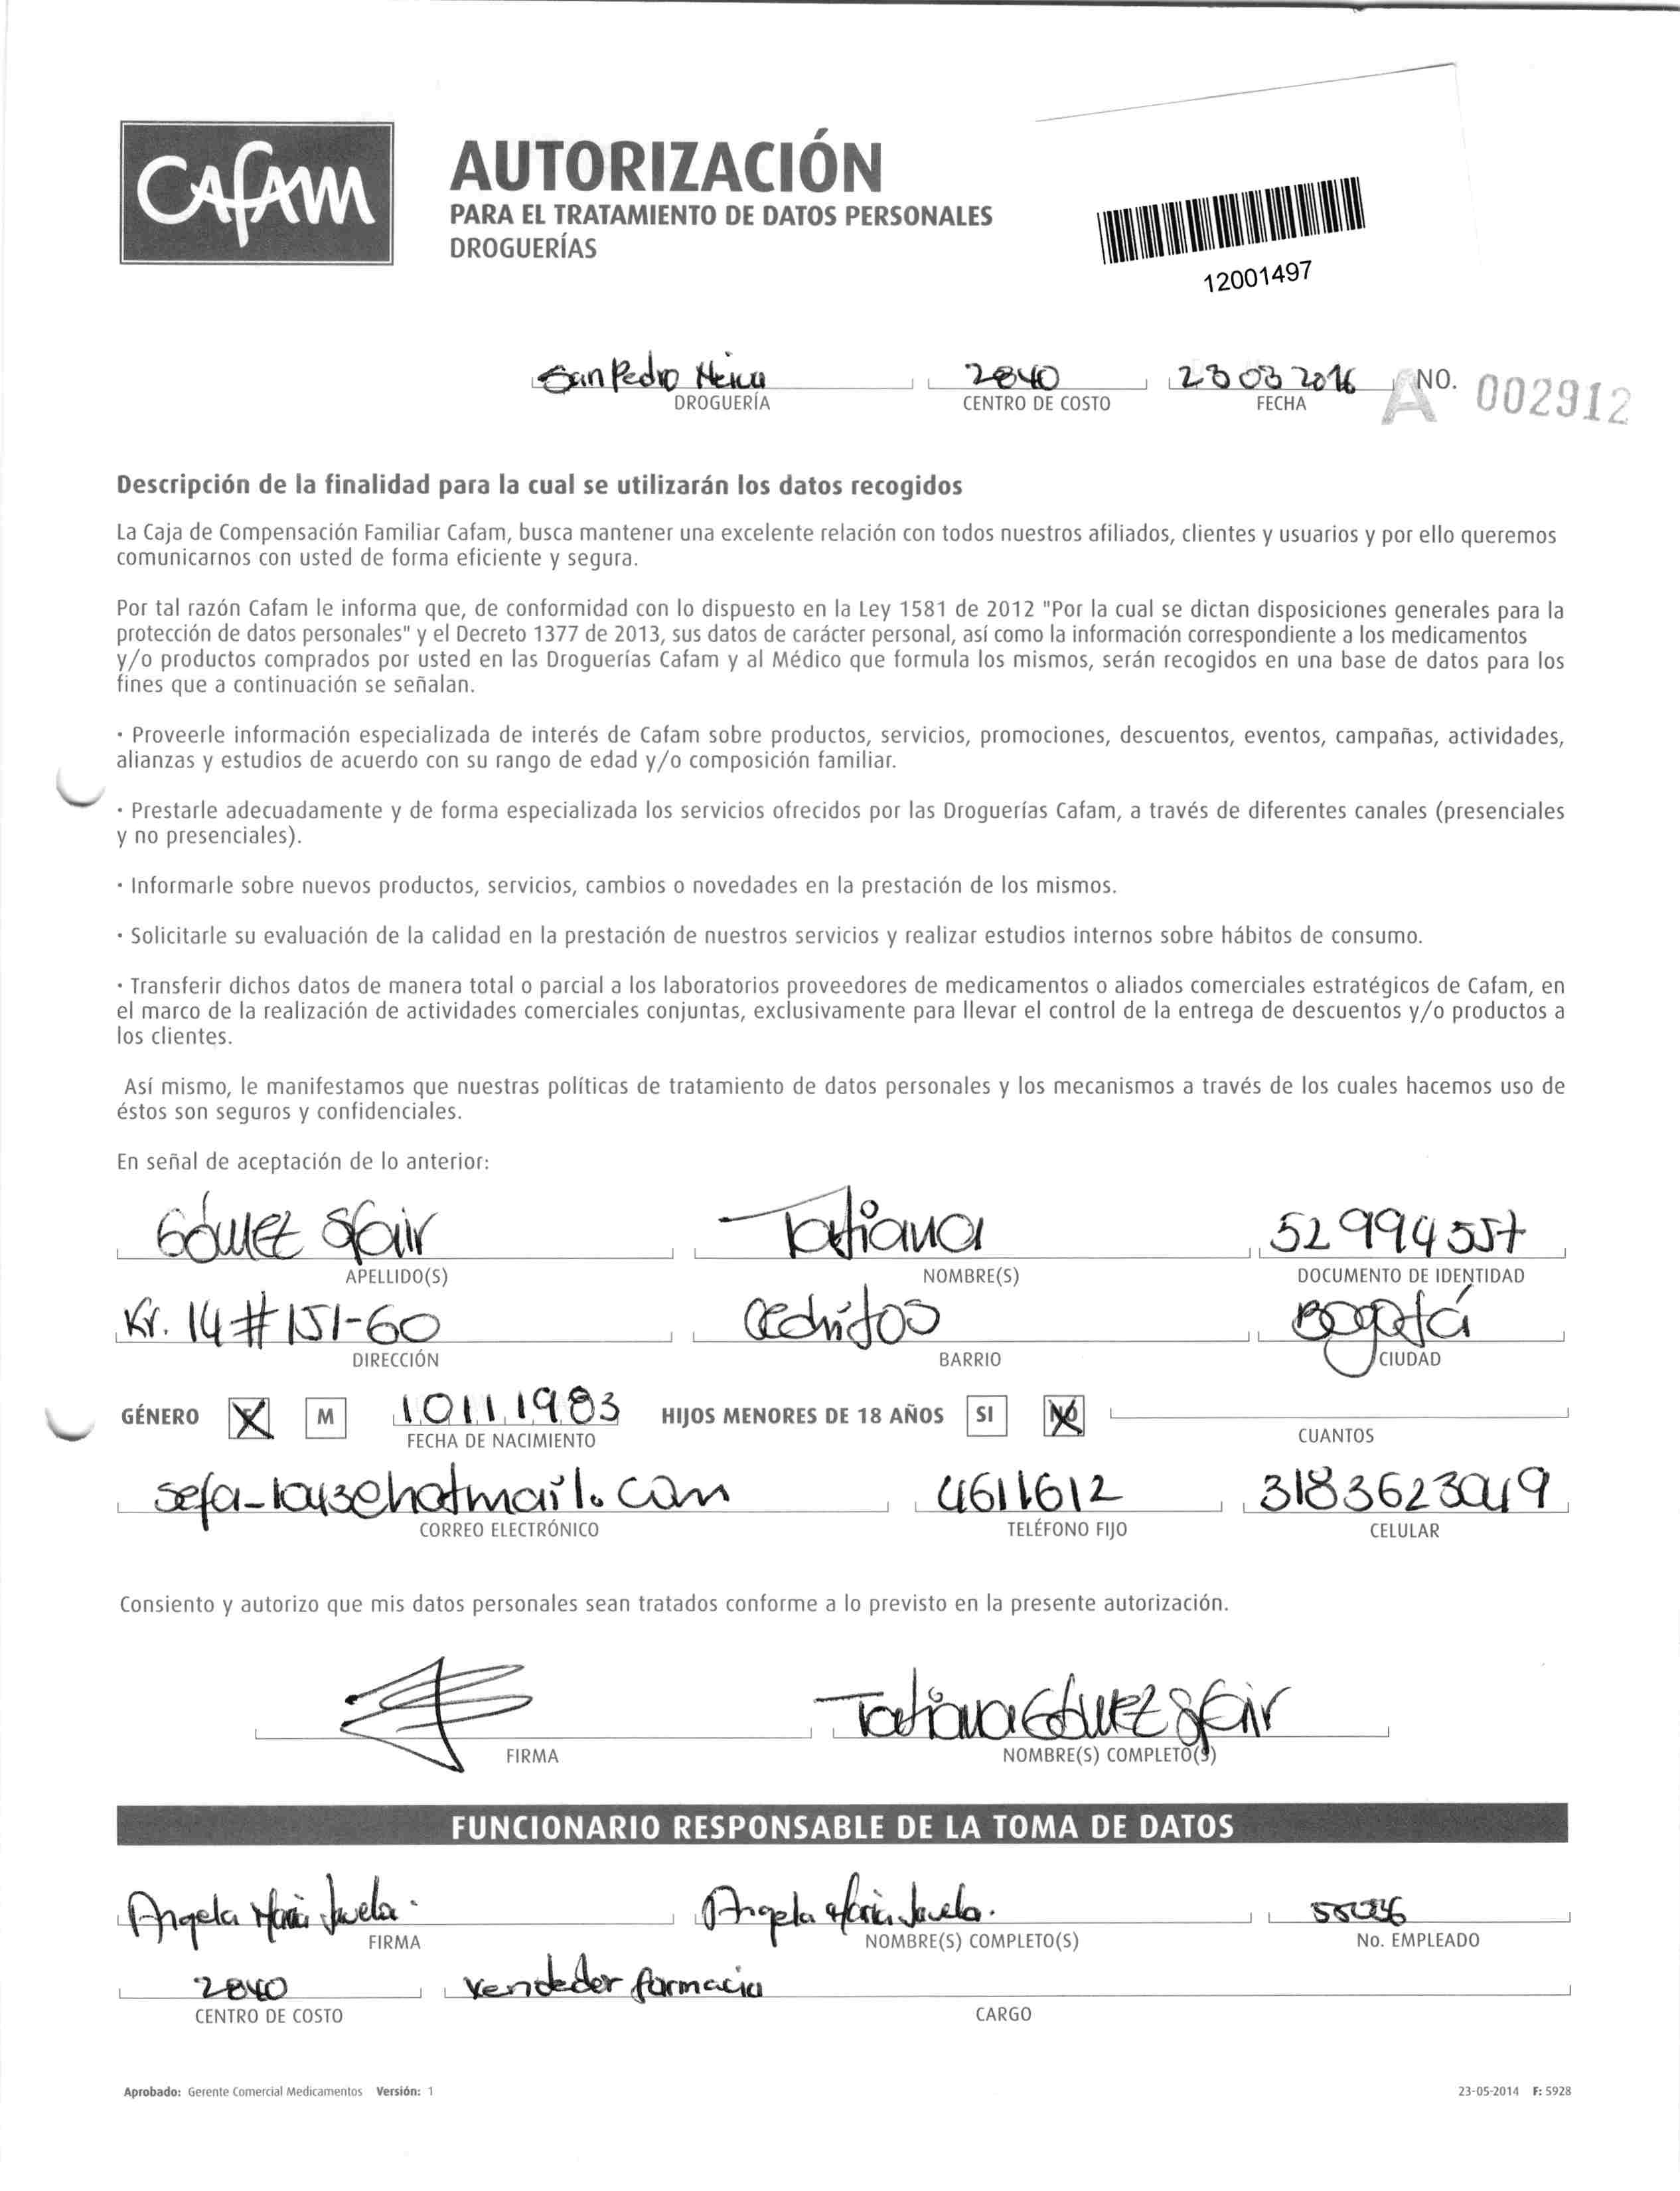 CAFAM
AUTORIZACIÓN
PARA EL TRATAMIENTO DE DATOS PERSONALES
DROGUERÍAS
12001497
San Pedro 2840 23 03 2016 A NO. 002912
DROGUERÍA CENTRO DE COSTO FECHA
Descripción de la finalidad para la cual se utilizarán los datos recogidos
La Caja de Compensación Familiar Cafam, busca mantener una excelente relación con todos nuestros afiliados, clientes y usuarios y por ello queremos
comunicarnos con usted de forma eficiente y segura.
Por tal razón Cafam le informa que, de conformidad con lo dispuesto en la Ley 1581 de 2012 "Por la cual se dictan disposiciones generales para la
protección de datos personales" y el Decreto 1377 de 2013, sus datos de carácter personal, así como la información correspondiente a los medicamentos
y/o productos comprados por usted en las Droguerías Cafam y al Médico que formula los mismos, serán recogidos en una base de datos para los
fines que a continuación se señalan.
· Proveerle información especializada de interés de Cafam sobre productos, servicios, promociones, descuentos, eventos, campañas, actividades,
alianzas y estudios de acuerdo con su rango de edad y/o composición familiar.
· Prestarle adecuadamente y de forma especializada los servicios ofrecidos por las Droguerías Cafam, a través de diferentes canales (presenciales
y no presenciales).
· Informarle sobre nuevos productos, servicios, cambios o novedades en la prestación de los mismos.
· Solicitarle su evaluación de la calidad en la prestación de nuestros servicios y realizar estudios internos sobre hábitos de consumo.
· Transferir dichos datos de manera total o parcial a los laboratorios proveedores de medicamentos o aliados comerciales estratégicos de Cafam, en
el marco de la realización de actividades comerciales conjuntas, exclusivamente para llevar el control de la entrega de descuentos y/o productos a
los clientes.
Así mismo, le manifestamos que nuestras políticas de tratamiento de datos personales y los mecanismos a través de los cuales hacemos uso de
éstos son seguros y confidenciales.
En señal de aceptación de lo anterior:
Gómez Sfair Tatiana 52994557
APELLIDO(S) NOMBRE(S) DOCUMENTO DE IDENTIDAD
Kr. 14 # 151-60 Cedritos Bogotá
DIRECCIÓN BARRIO CIUDAD
GÉNERO X M 10 11 1983 HIJOS MENORES DE 18 AÑOS SI NO
FECHA DE NACIMIENTO CUANTOS
4611612 3183623049
CORREO ELECTRÓNICO TELÉFONO FIJO CELULAR
Consiento y autorizo que mis datos personales sean tratados conforme a lo previsto en la presente autorización.
Tatiana Gómez Sfair
FIRMA NOMBRE(S) COMPLETO(S)
FUNCIONARIO RESPONSABLE DE LA TOMA DE DATOS
Angela María Angela María
FIRMA NOMBRE(S) COMPLETO(S) No. EMPLEADO
2840 Vendedor farmacia
CENTRO DE COSTO CARGO
Aprobado: Gerente Comercial Medicamentos Versión: 1 23-05-2014 F: 5928